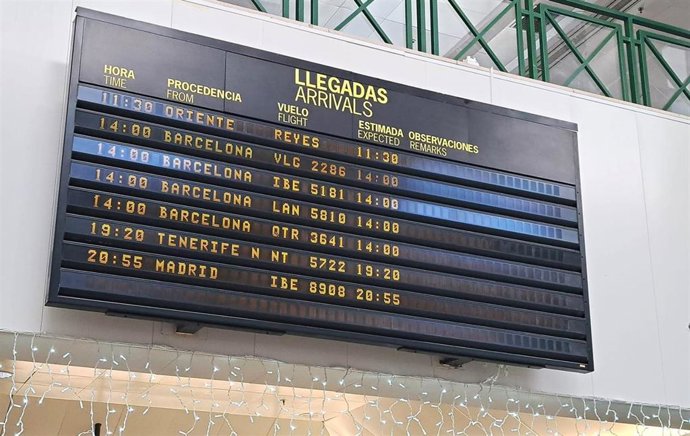 LLEGADAS
ARRIVALS
HORA PROCEDENCIA VUELO ESTIMADA OBSERVACIONES
TIME FROM FLIGHT EXPECTED REMARKS
11:30 ORIENTE REYES 11:30
14:00 BARCELONA VLG 2286 14:00
14:00 BARCELONA IBE 5181 14:00
14:00 BARCELONA LAN 5810 14:00
14:00 BARCELONA QTR 3641 14:00
19:20 TENERIFE N NT 5722 19:20
20:55 MADRID IBE 8908 20:55